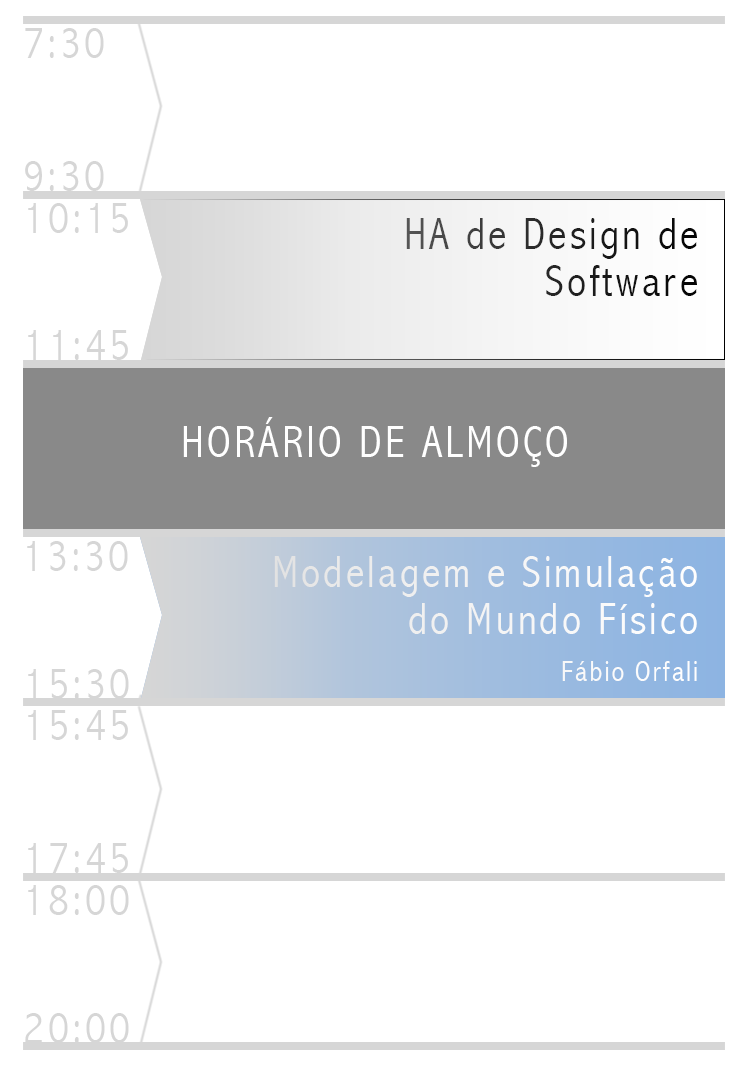 7:30
9:30
10:15
HA de Design de
Software
11:45
HORÁRIO DE ALMOÇO
13:30
Modelagem e Simulação
do Mundo Físico
Fábio Orfali
15:30
15:45
17:45
18:00
20:00